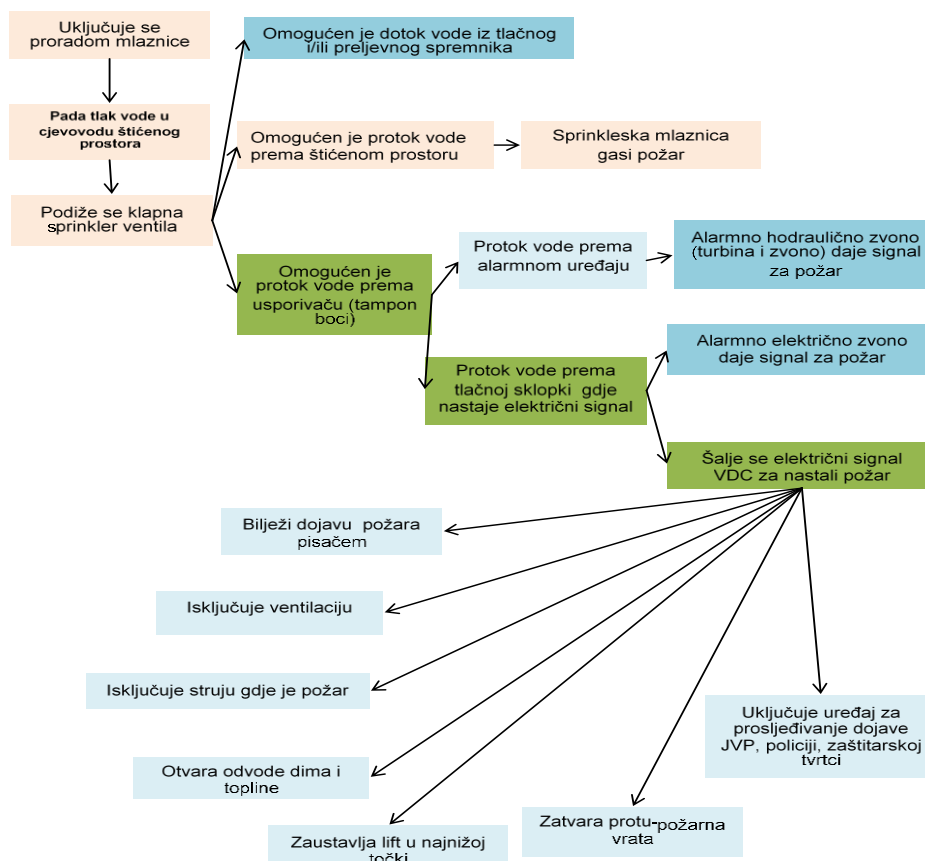 Uključuje se
proradom mlaznice
Omogućen je dotok vode iz tlačnog
i/ili preljevnog spremnika
Pada tlak vode u
cjevovodu štićenog
prostora
Omogućen je protok vode
prema štićenom prostoru
Sprinkleska mlaznica
gasi požar
Podiže se klapna
sprinkler ventila
Omogućen je
protok vode prema
usporivaču (tampon
boci)
Protok vode prema
alarmnom uređaju
Alarmno hodraulično zvono
(turbina i zvono) daje signal
za požar
Alarmno električno zvono
daje signal za požar
Protok vode prema
tlačnoj sklopki gdje
nastaje električni signal
Šalje se električni signal
VDC za nastali požar
Bilježi dojavu požara
pisačem
Isključuje ventilaciju
Isključuje struju gdje je požar
Uključuje uređaj za
prosljeđivanje dojave
JVP, policiji, zaštitarskoj
tvrtci
Otvara odvode dima i
topline
Zatvara protu-požarna
vrata
Zaustavlja lift u najnižoj
točki